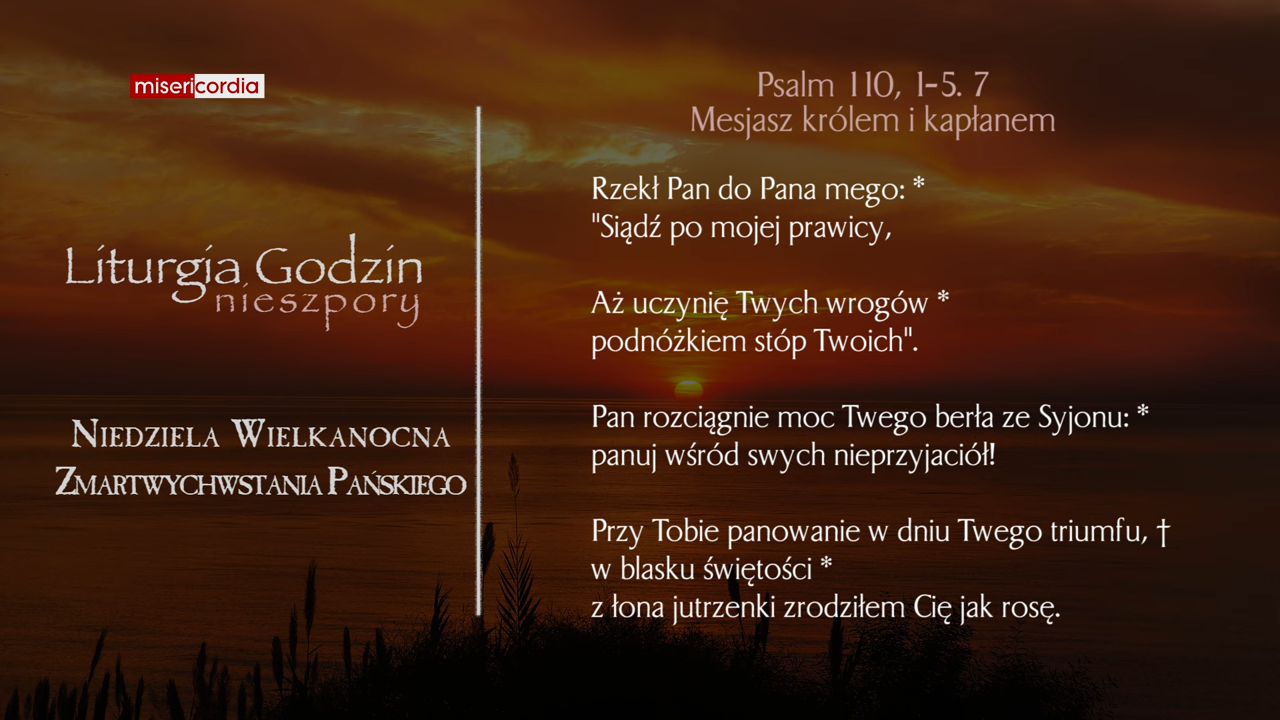 misericordia
Liturgia Godzin
nieszpory
Niedziela Wielkanocna
Zmartwychwstania Pańskiego
Psalm 110, 1-5. 7
Mesjasz królem i kapłanem
Rzekł Pan do Pana mego: *
"Siądź po mojej prawicy,
Aż uczynię Twych wrogów *
podnóżkiem stóp Twoich".
Pan rozciągnie moc Twego berła ze Syjonu: *
panuj wśród swych nieprzyjaciół!
Przy Tobie panowanie w dniu Twego triumfu, †
w blasku świętości *
z łona jutrzenki zrodziłem Cię jak rosę.